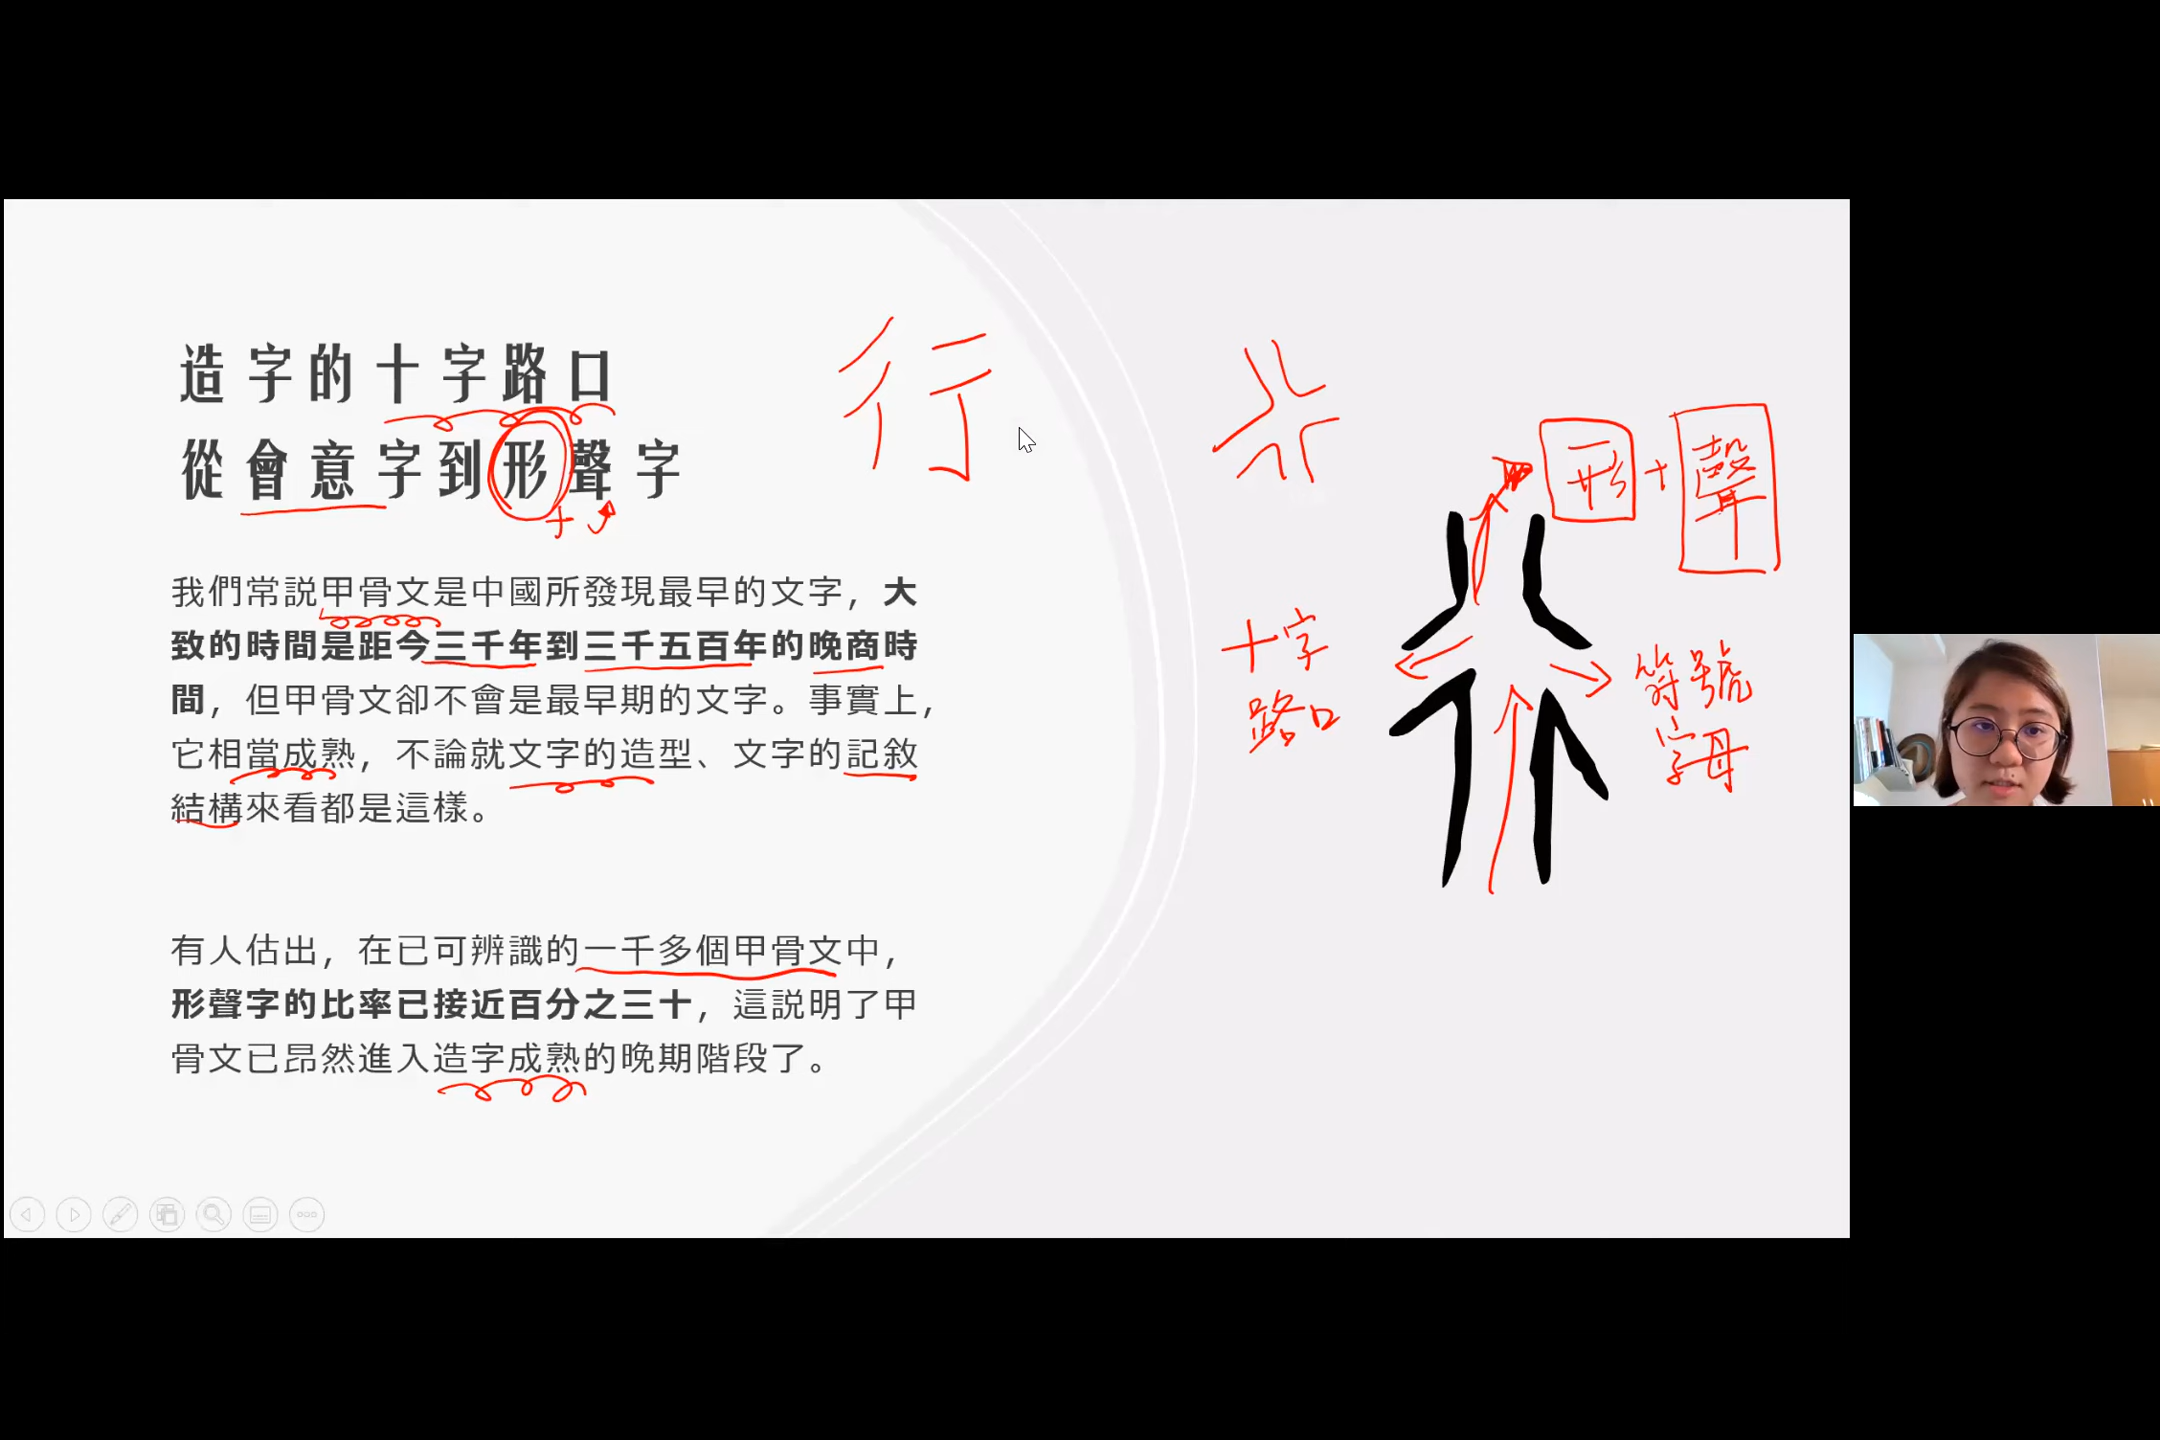 造字的十字路口
從會意字到形聲字
我們常説甲骨文是中國所發現最早的文字，大
致的時間是距今三千年到三千五百年的晚商時
間，但甲骨文卻不會是最早期的文字。事實上，
它相當成熟，不論就文字的造型、文字的記敘
結構來看都是這樣。
有人估出，在已可辨識的一千多個甲骨文中，
形聲字的比率已接近百分之三十，這説明了甲
骨文已昂然進入造字成熟的晚期階段了。
行
形+聲
十字
路口
符號
字母